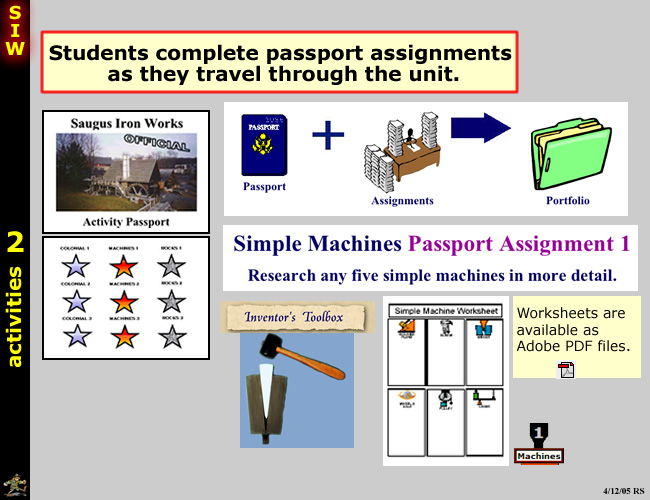 S
I
W
Students complete passport assignments
as they travel through the unit.
Saugus Iron Works
OFFICIAL
Activity Passport
PASSPORT
Passport
Assignments
Portfolio
Simple Machines Passport Assignment 1
Research any five simple machines in more detail.
COLONIAL 1 MACHINES 1 ROCKS 1
COLONIAL 2 MACHINES 2 ROCKS 2
COLONIAL 3 MACHINES 3 ROCKS 3
activities 2
Inventor's Toolbox
Simple Machine Worksheet
PULLEY
LEVER
Worksheets are
available as
Adobe PDF files.
1
Machines
4/12/05 RS